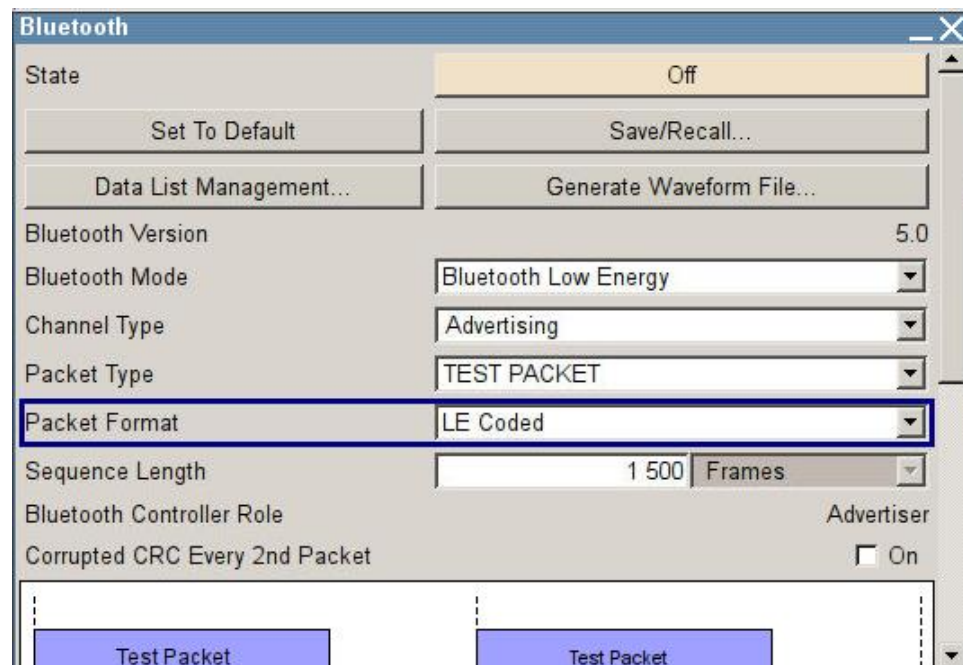 Bluetooth
State Off
Set To Default Save/Recall...
Data List Management... Generate Waveform File...
Bluetooth Version 5.0
Bluetooth Mode Bluetooth Low Energy
Channel Type Advertising
Packet Type TEST PACKET
Packet Format LE Coded
Sequence Length 1 500 Frames
Bluetooth Controller Role Advertiser
Corrupted CRC Every 2nd Packet On
Test Packet Test Packet